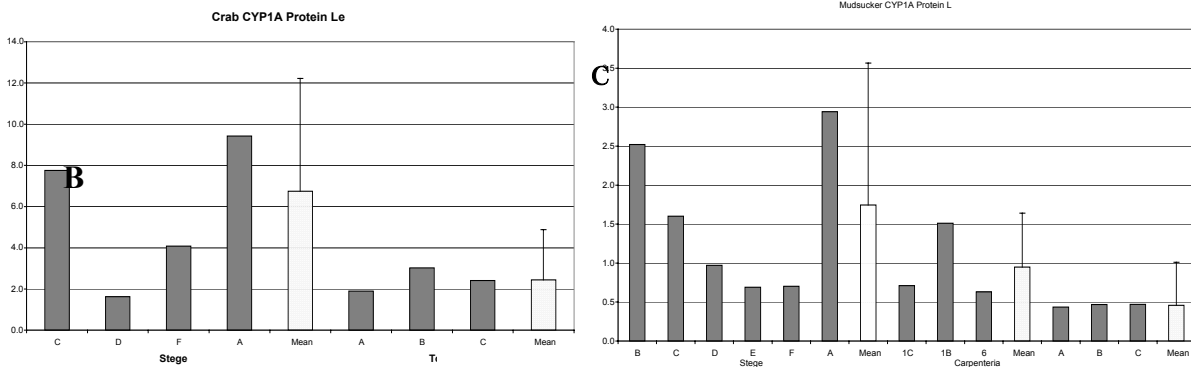 Crab CYP1A Protein Le
14.0
12.0
10.0
8.0
6.0
4.0
2.0
0.0
B
C D F A Mean A B C Mean
Stege T
Mudsucker CYP1A Protein L
4.0
3.5
3.0
2.5
2.0
1.5
1.0
0.5
0.0
C
B C D E F A Mean 1C 1B 6 Mean A B C Mean
Stege Carpenteria